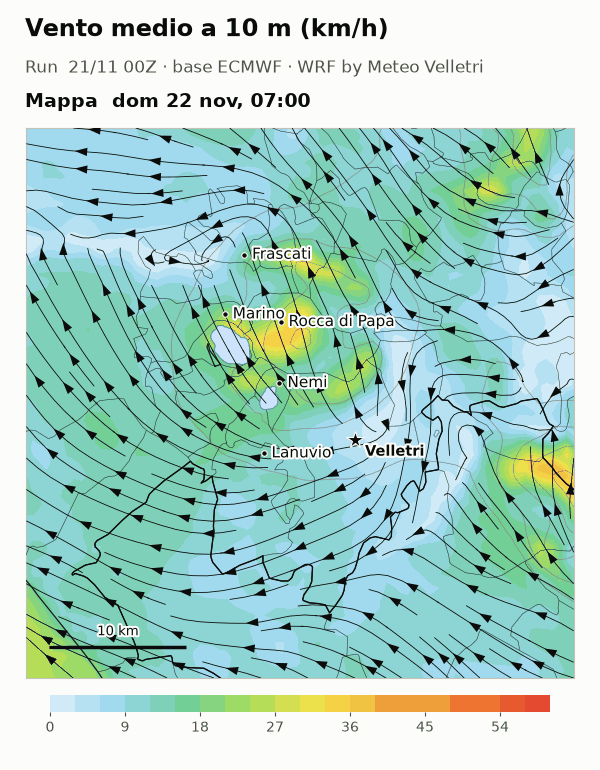 Vento medio a 10 m (km/h)
Run  21/11 00Z · base ECMWF · WRF by Meteo Velletri
Mappa  dom 22 nov, 07:00
Frascati
Marino
Rocca di Papa
Nemi
Velletri
Lanuvio
10 km
0 9 18 27 36 45 54